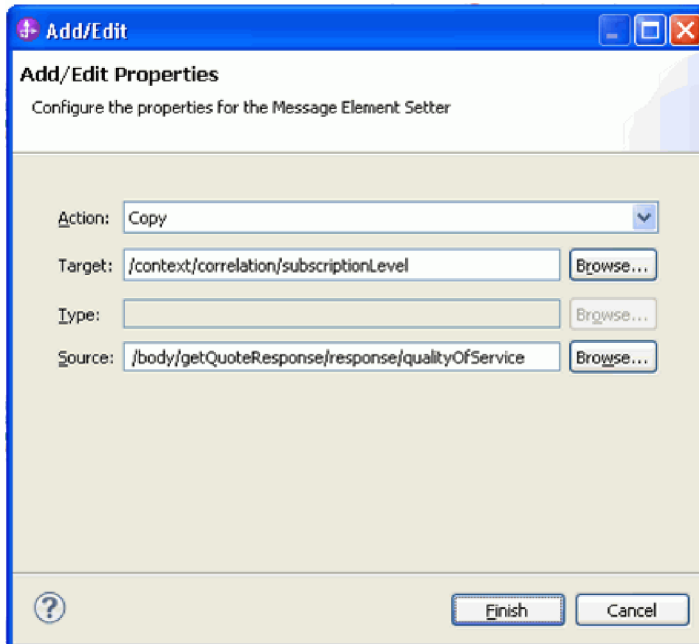 Add/Edit
Add/Edit Properties
Configure the properties for the Message Element Setter
Action: Copy
Target: /context/correlation/subscriptionLevel Browse...
Type: Browse...
Source: /body/getQuoteResponse/response/qualityOfService Browse...
? Finish Cancel